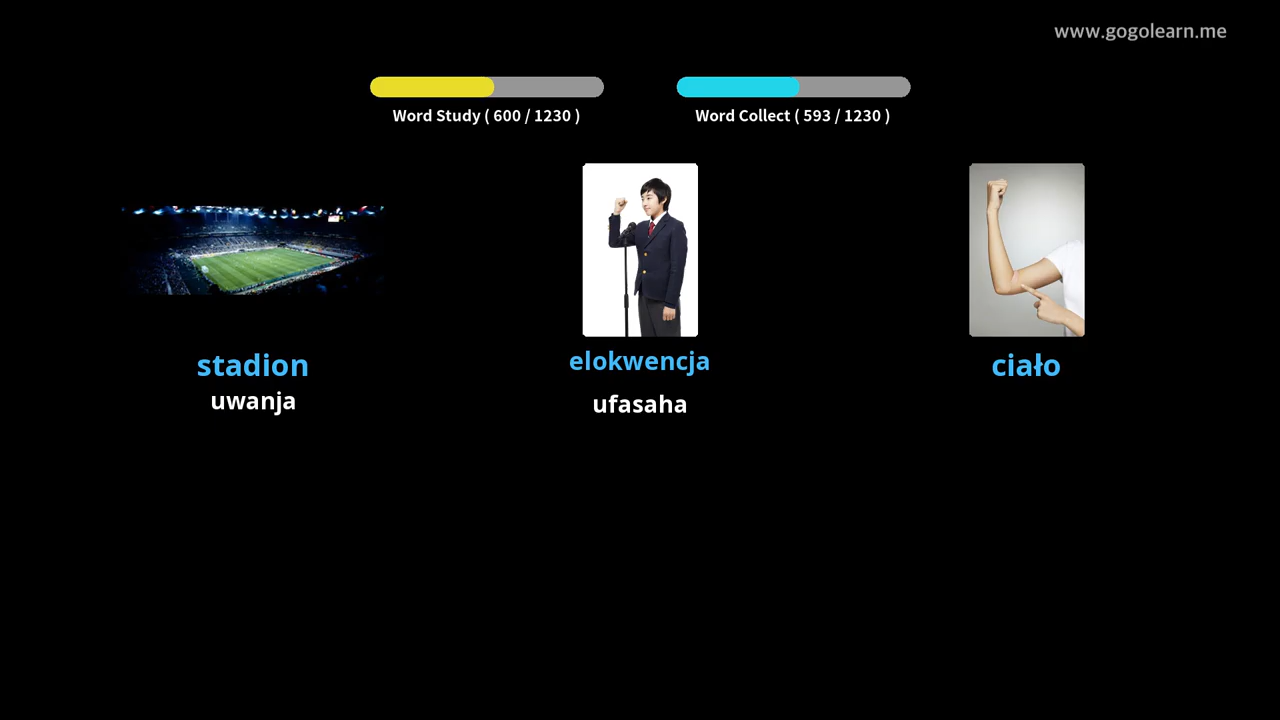 www.gogolearn.me
Word Study ( 600 / 1230 )
Word Collect ( 593 / 1230 )
stadion
uwanja
elokwencja
ufasaha
ciało